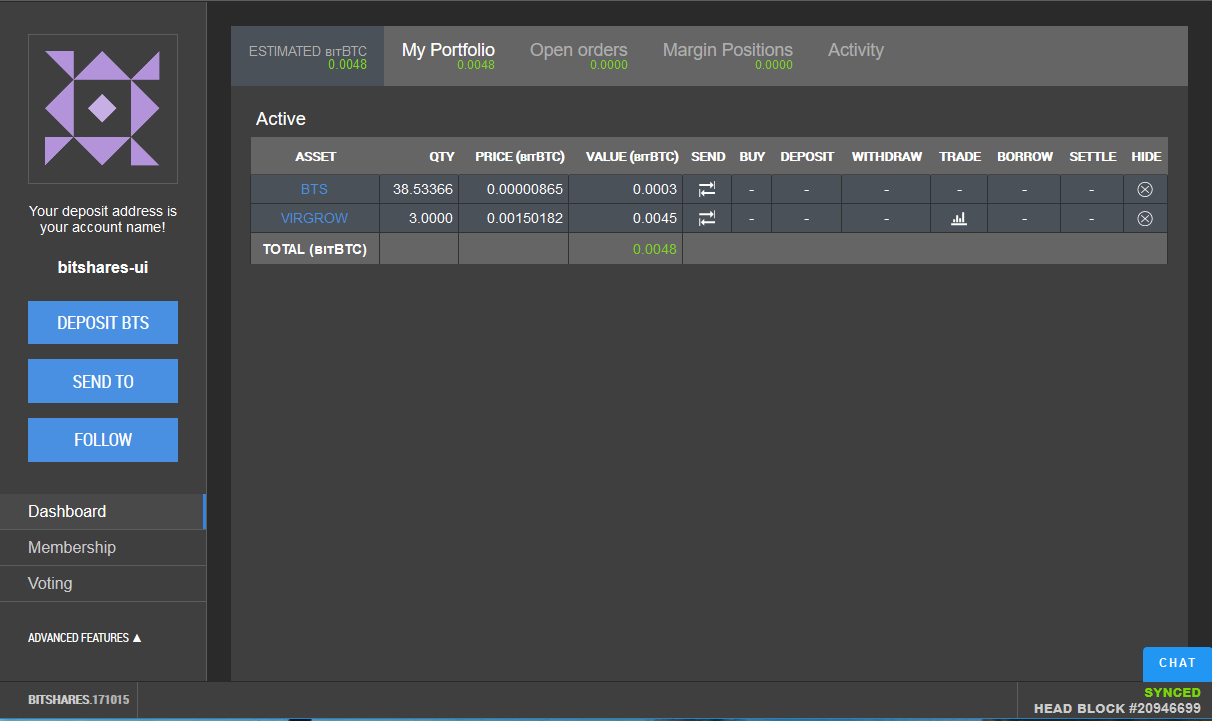 Your deposit address is
your account name!
bitshares-ui
DEPOSIT BTS
SEND TO
FOLLOW
Dashboard
Membership
Voting
ADVANCED FEATURES ▲
ESTIMATED BITBTC My Portfolio Open orders Margin Positions Activity
0.0048 0.0048 0.0000 0.0000
Active
ASSET QTY PRICE (BITBTC) VALUE (BITBTC) SEND BUY DEPOSIT WITHDRAW TRADE BORROW SETTLE HIDE
BTS 38.53366 0.00000865 0.0003 - - - - - -
VIRGROW 3.0000 0.00150182 0.0045 - - - - -
TOTAL (BITBTC) 0.0048
CHAT
BITSHARES.171015
SYNCED
HEAD BLOCK #20946699